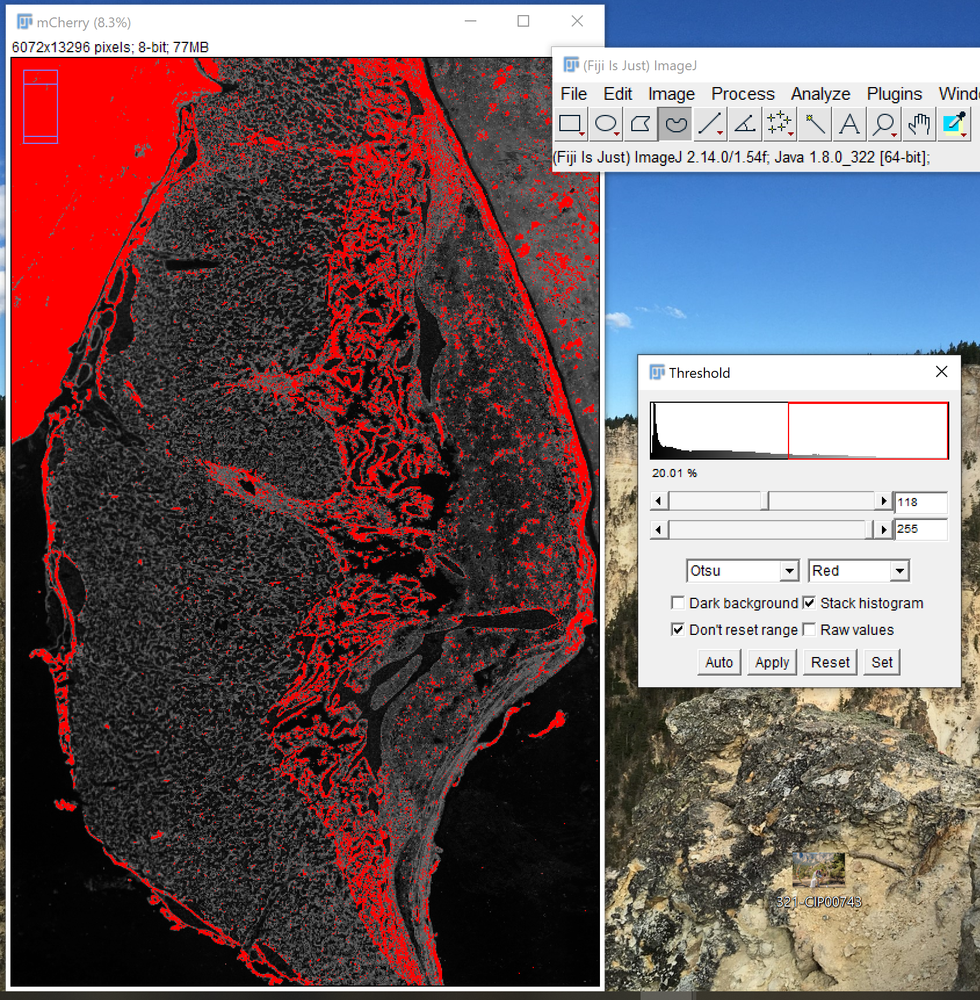 mCherry (8.3%)
6072x13296 pixels; 8-bit; 77MB
(Fiji Is Just) ImageJ
File Edit Image Process Analyze Plugins Windo
(Fiji Is Just) ImageJ 2.14.0/1.54f; Java 1.8.0_322 [64-bit];
Threshold
20.01 %
118
255
Otsu Red
Dark background Stack histogram
Don't reset range Raw values
Auto Apply Reset Set
321-CIP00743